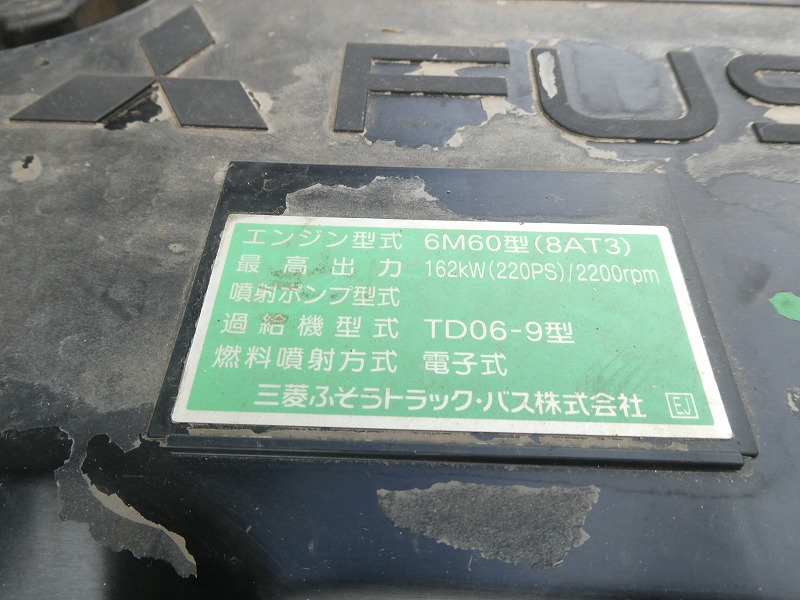 FUS
エンジン型式 6M60型(8AT3)
最高出力 162kW(220PS)/2200rpm
噴射ポンプ型式
過給機型式 TD06-9型
燃料噴射方式 電子式
三菱ふそうトラック・バス株式会社 EJ